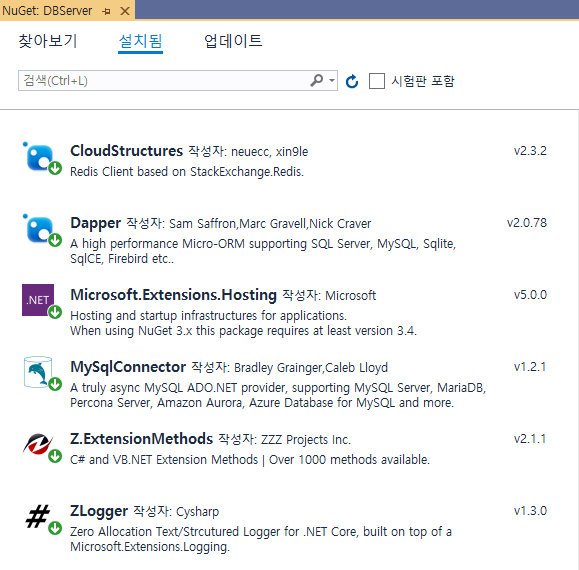 NuGet: DBServer
찾아보기 설치됨 업데이트
검색(Ctrl+L) 시험판 포함
CloudStructures 작성자: neuecc, xin9le v2.3.2
Redis Client based on StackExchange.Redis.
Dapper 작성자: Sam Saffron,Marc Gravell,Nick Craver v2.0.78
A high performance Micro-ORM supporting SQL Server, MySQL, Sqlite,
SqlCE, Firebird etc..
.NET Microsoft.Extensions.Hosting 작성자: Microsoft v5.0.0
Hosting and startup infrastructures for applications.
When using NuGet 3.x this package requires at least version 3.4.
MySqlConnector 작성자: Bradley Grainger,Caleb Lloyd v1.2.1
A truly async MySQL ADO.NET provider, supporting MySQL Server, MariaDB,
Percona Server, Amazon Aurora, Azure Database for MySQL and more.
Z.ExtensionMethods 작성자: ZZZ Projects Inc. v2.1.1
C# and VB.NET Extension Methods | Over 1000 methods available.
# ZLogger 작성자: Cysharp v1.3.0
Zero Allocation Text/Strcutured Logger for .NET Core, built on top of a
Microsoft.Extensions.Logging.